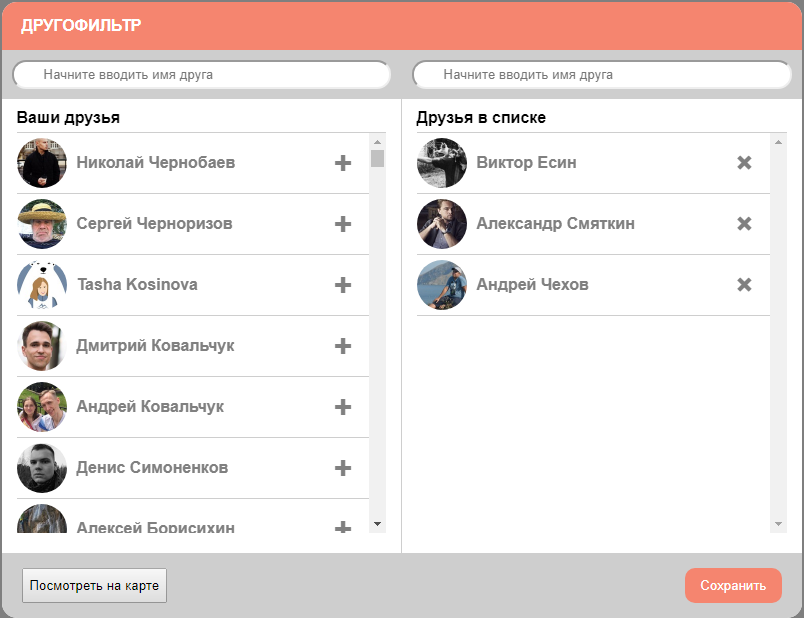 ДРУГОФИЛЬТР
Начните вводить имя друга
Начните вводить имя друга
Ваши друзья
Николай Чернобаев
Сергей Черноризов
Tasha Kosinova
Дмитрий Ковальчук
Андрей Ковальчук
Денис Симоненков
Алексей Борисихин
Друзья в списке
Виктор Есин
Александр Смяткин
Андрей Чехов
Посмотреть на карте
Сохранить